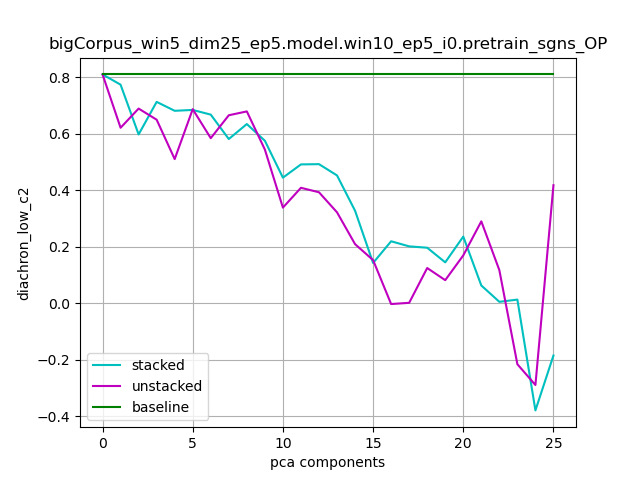 bigCorpus_win5_dim25_ep5.model.win10_ep5_i0.pretrain_sgns_OP
diachron_low_c2
0.8
0.6
0.4
0.2
0.0
−0.2
−0.4
stacked
unstacked
baseline
0 5 10 15 20 25
pca components